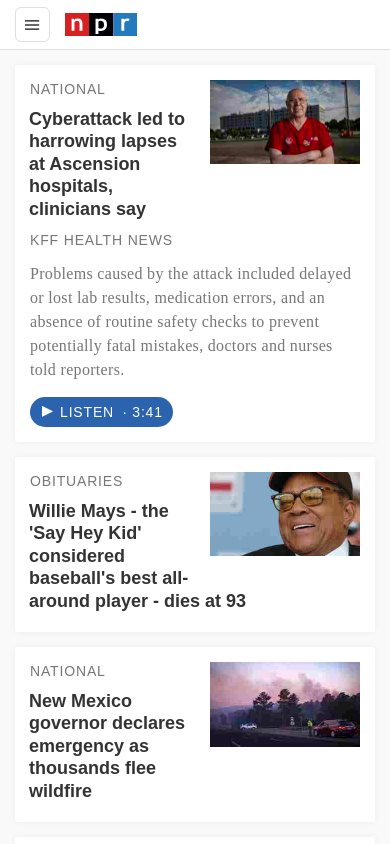 npr
NATIONAL
Cyberattack led to
harrowing lapses
at Ascension
hospitals,
clinicians say
KFF HEALTH NEWS
Problems caused by the attack included delayed
or lost lab results, medication errors, and an
absence of routine safety checks to prevent
potentially fatal mistakes, doctors and nurses
told reporters.
LISTEN · 3:41
OBITUARIES
Willie Mays - the
'Say Hey Kid'
considered
baseball's best all-
around player - dies at 93
NATIONAL
New Mexico
governor declares
emergency as
thousands flee
wildfire